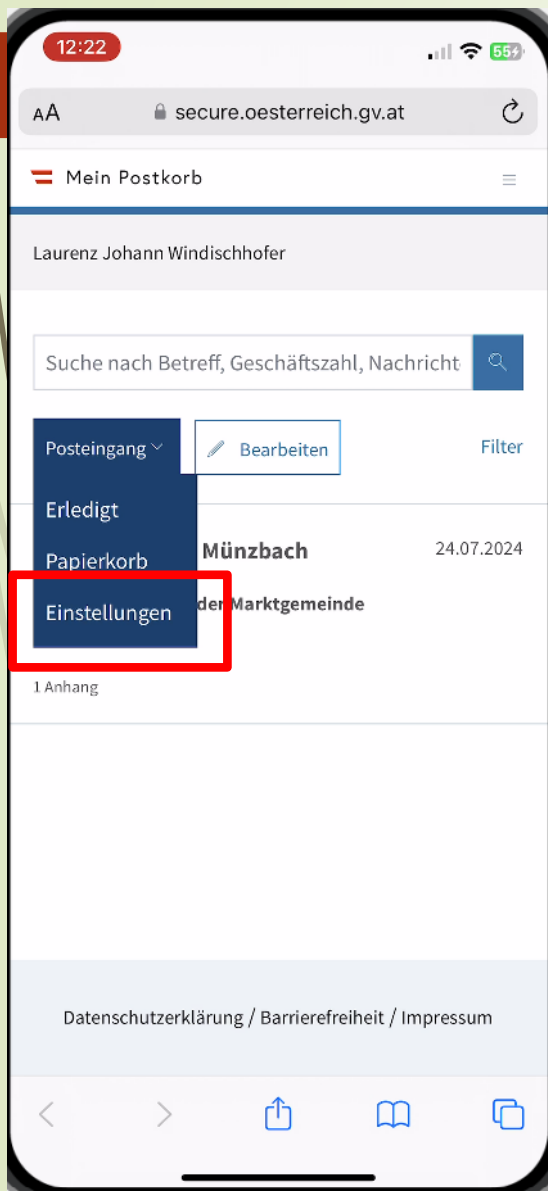 12:22
55
AA secure.oesterreich.gv.at
Mein Postkorb
Laurenz Johann Windischhofer
Suche nach Betreff, Geschäftszahl, Nachricht
Posteingang Bearbeiten Filter
Erledigt
Papierkorb Münzbach 24.07.2024
Einstellungen der Marktgemeinde
1 Anhang
Datenschutzerklärung / Barrierefreiheit / Impressum